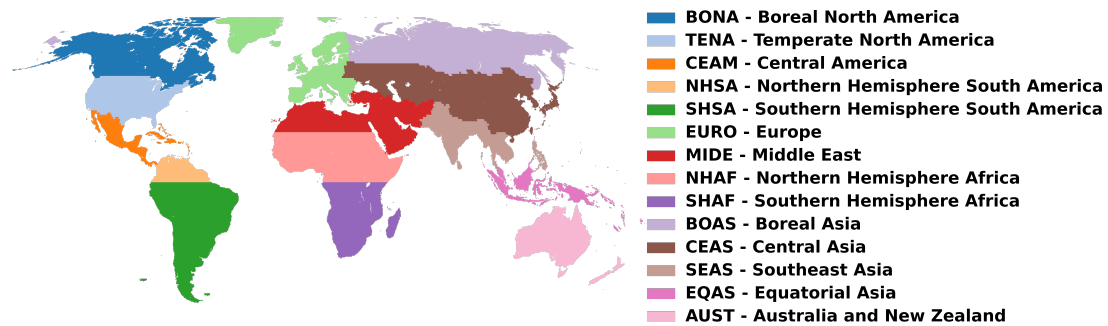 BONA - Boreal North America
TENA - Temperate North America
CEAM - Central America
NHSA - Northern Hemisphere South America
SHSA - Southern Hemisphere South America
EURO - Europe
MIDE - Middle East
NHAF - Northern Hemisphere Africa
SHAF - Southern Hemisphere Africa
BOAS - Boreal Asia
CEAS - Central Asia
SEAS - Southeast Asia
EQAS - Equatorial Asia
AUST - Australia and New Zealand